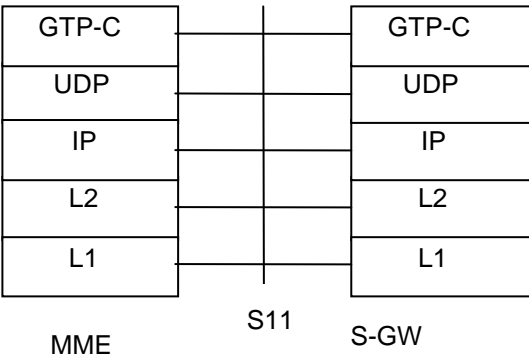 GTP-C GTP-C
UDP UDP
IP IP
L2 L2
L1 L1
S11
MME S-GW